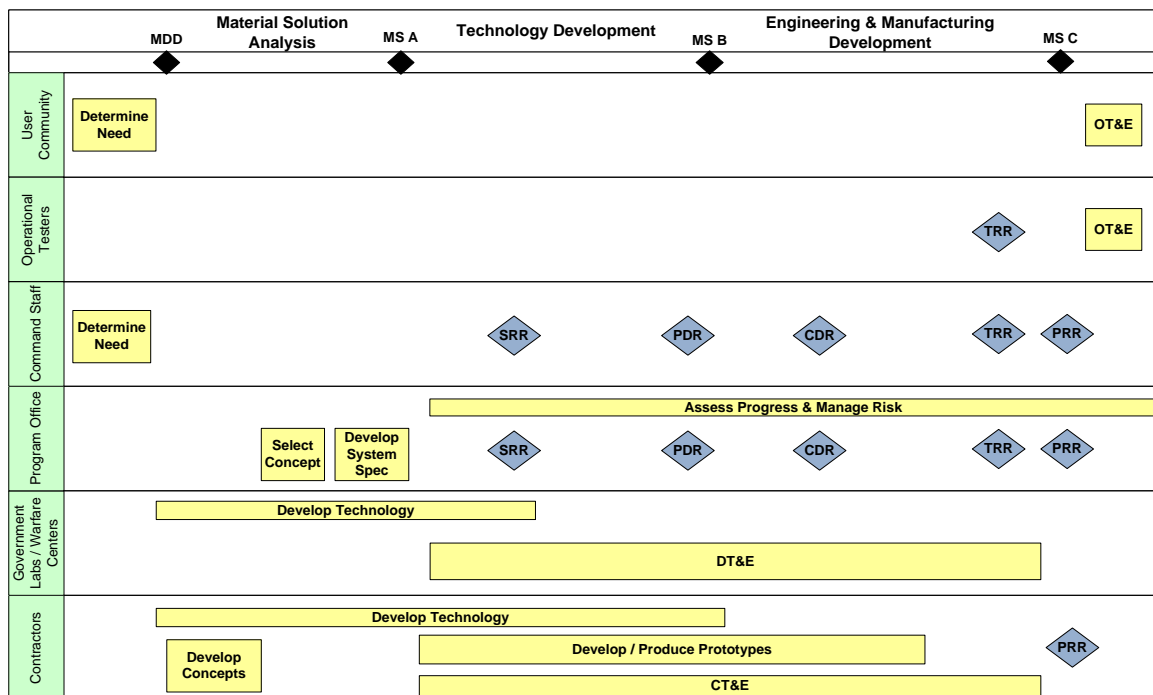 Material Solution
Analysis
Technology Development
Engineering & Manufacturing
Development
MDD
MS A
MS B
MS C
User
Community
Determine
Need
OT&E
Operational
Testers
TRR
OT&E
Command Staff
Determine
Need
SRR
PDR
CDR
TRR
PRR
Program Office
Assess Progress & Manage Risk
Select
Concept
Develop
System
Spec
SRR
PDR
CDR
TRR
PRR
Government
Labs / Warfare
Centers
Develop Technology
DT&E
Contractors
Develop Technology
Develop
Concepts
Develop / Produce Prototypes
PRR
CT&E